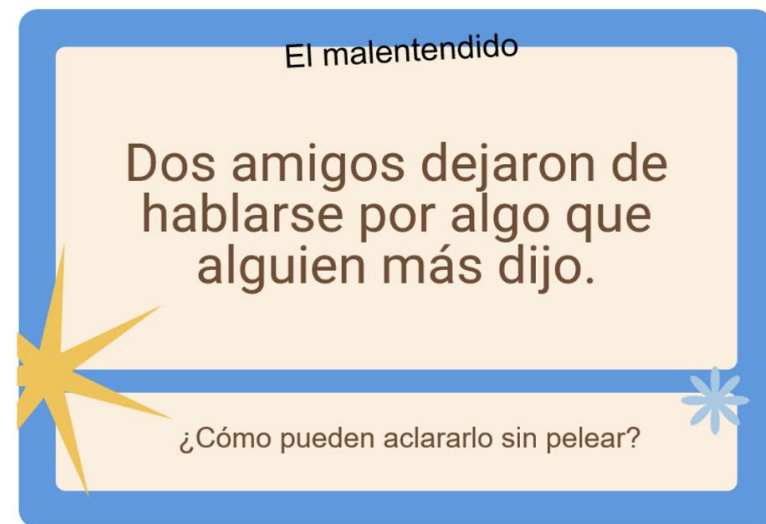 El malentendido
Dos amigos dejaron de
hablarse por algo que
alguien más dijo.
¿Cómo pueden aclararlo sin pelear?